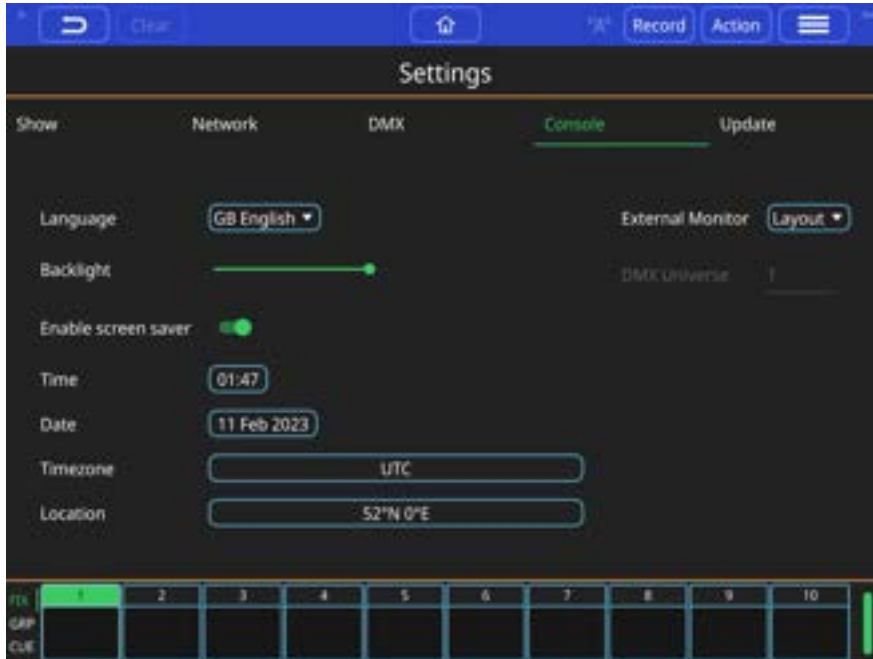 Clear
"A"
Record
Action
Settings
Show
Network
DMX
Console
Update
Language
GB English
External Monitor
Layout
Backlight
DMX Universe
1
Enable screen saver
Time
01:47
Date
11 Feb 2023
Timezone
UTC
Location
52°N 0°E
FIX
1
2
3
4
5
6
7
8
9
10
GRP
CUE